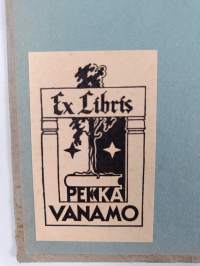 Ex Libris
PEKKA
VANAMO